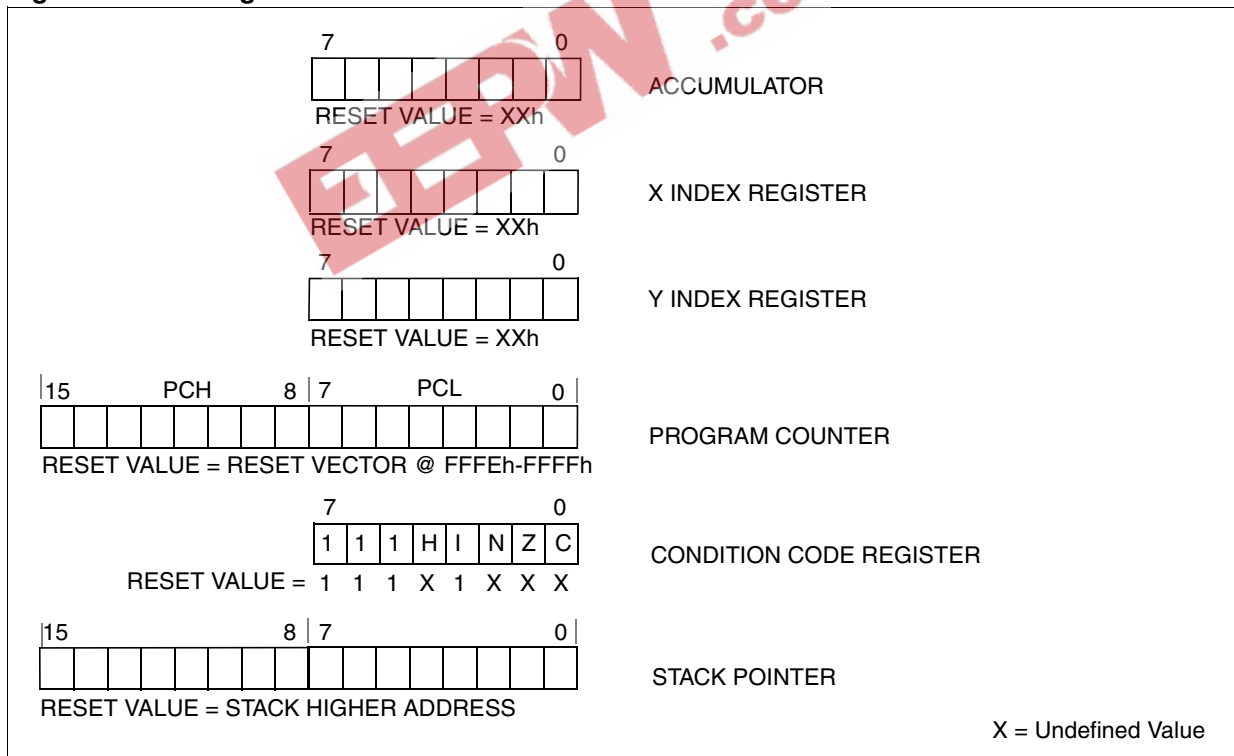 7 0
ACCUMULATOR
RESET VALUE = XXh
7 0
X INDEX REGISTER
RESET VALUE = XXh
7 0
Y INDEX REGISTER
RESET VALUE = XXh
15 PCH 8 7 PCL 0
PROGRAM COUNTER
RESET VALUE = RESET VECTOR @ FFFEh-FFFFh
7 0
1 1 1 H I N Z C
CONDITION CODE REGISTER
RESET VALUE = 1 1 1 X 1 X X X
15 8 7 0
STACK POINTER
RESET VALUE = STACK HIGHER ADDRESS
X = Undefined Value
EEPW.co